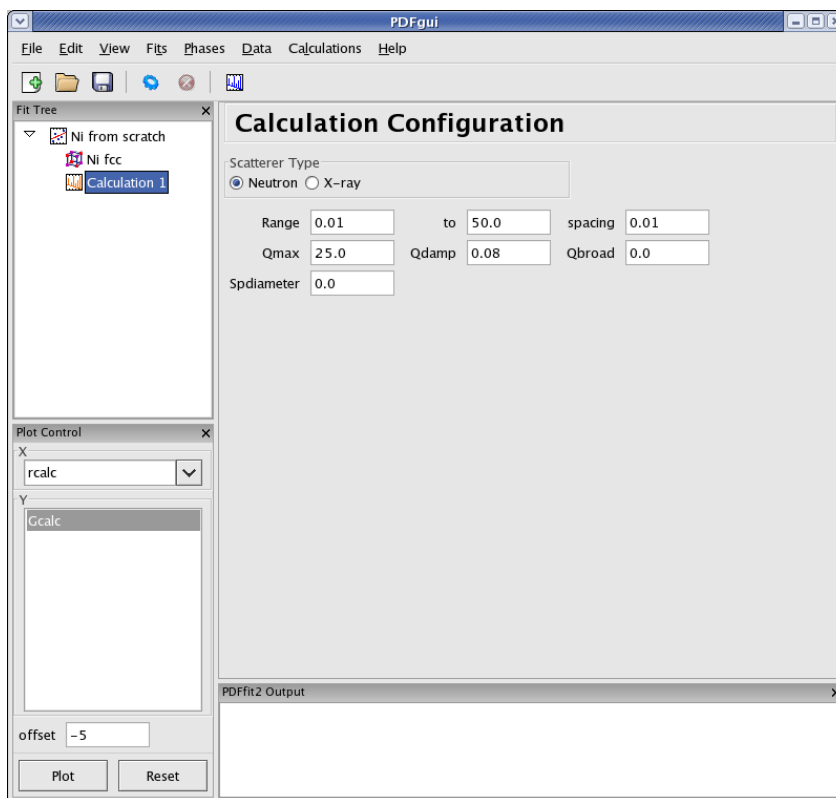 PDFgui
File Edit View Fits Phases Data Calculations Help
Fit Tree
Ni from scratch
Ni fcc
Calculation 1
Plot Control
X
rcalc
Y
Gcalc
offset -5
Plot Reset
Calculation Configuration
Scatterer Type
Neutron X-ray
Range 0.01 to 50.0 spacing 0.01
Qmax 25.0 Qdamp 0.08 Qbroad 0.0
Spdiameter 0.0
PDFfit2 Output